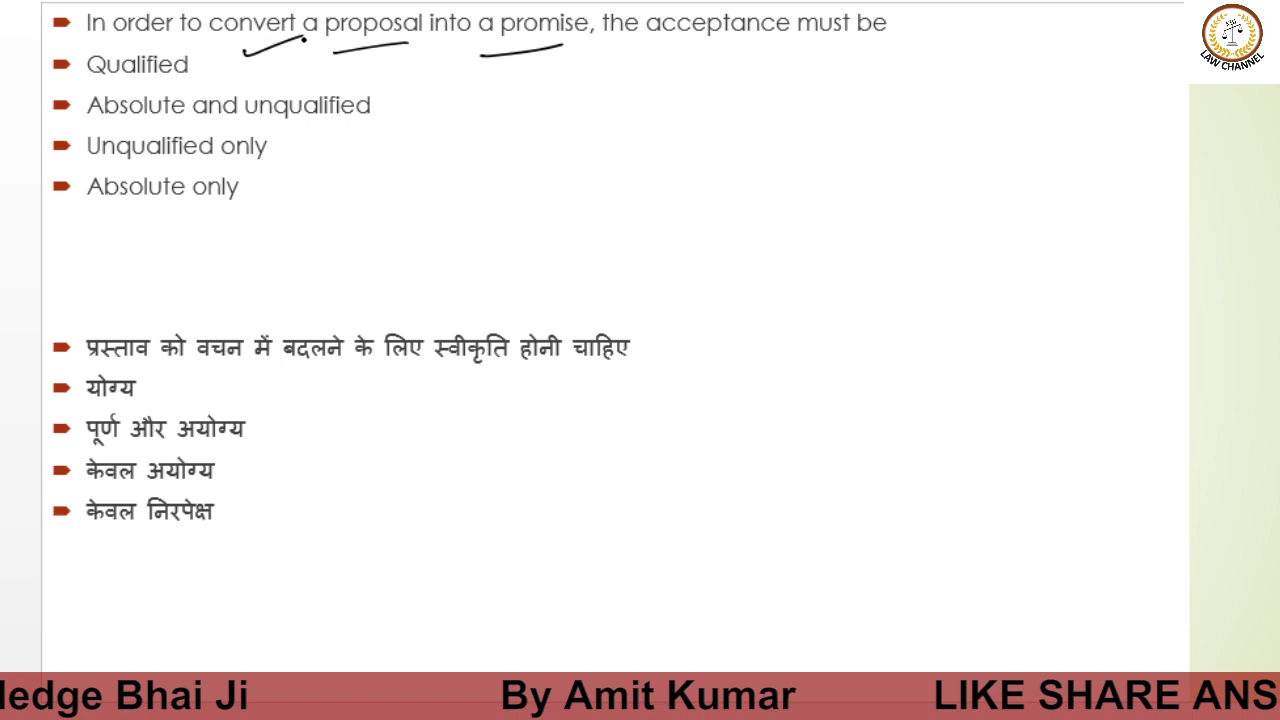 In order to convert a proposal into a promise, the acceptance must be
Qualified
Absolute and unqualified
Unqualified only
Absolute only
प्रस्ताव को वचन में बदलने के लिए स्वीकृति होनी चाहिए
योग्य
पूर्ण और अयोग्य
केवल अयोग्य
केवल निरपेक्ष
LAW CHANNEL
ledge Bhai Ji By Amit Kumar LIKE SHARE ANS